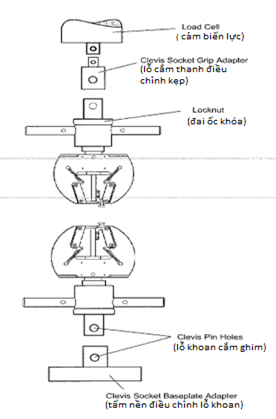 Load Cell
( cảm biến lực)
Clevis Socket Grip Adapter
(lỗ cắm thanh điều
chỉnh kẹp)
Locknut
(đai ốc khóa)
Clevis Pin Holes
(lỗ khoan cắm ghim)
Clevis Socket Baseplate Adapter
(tấm nền điều chỉnh lỗ khoan)